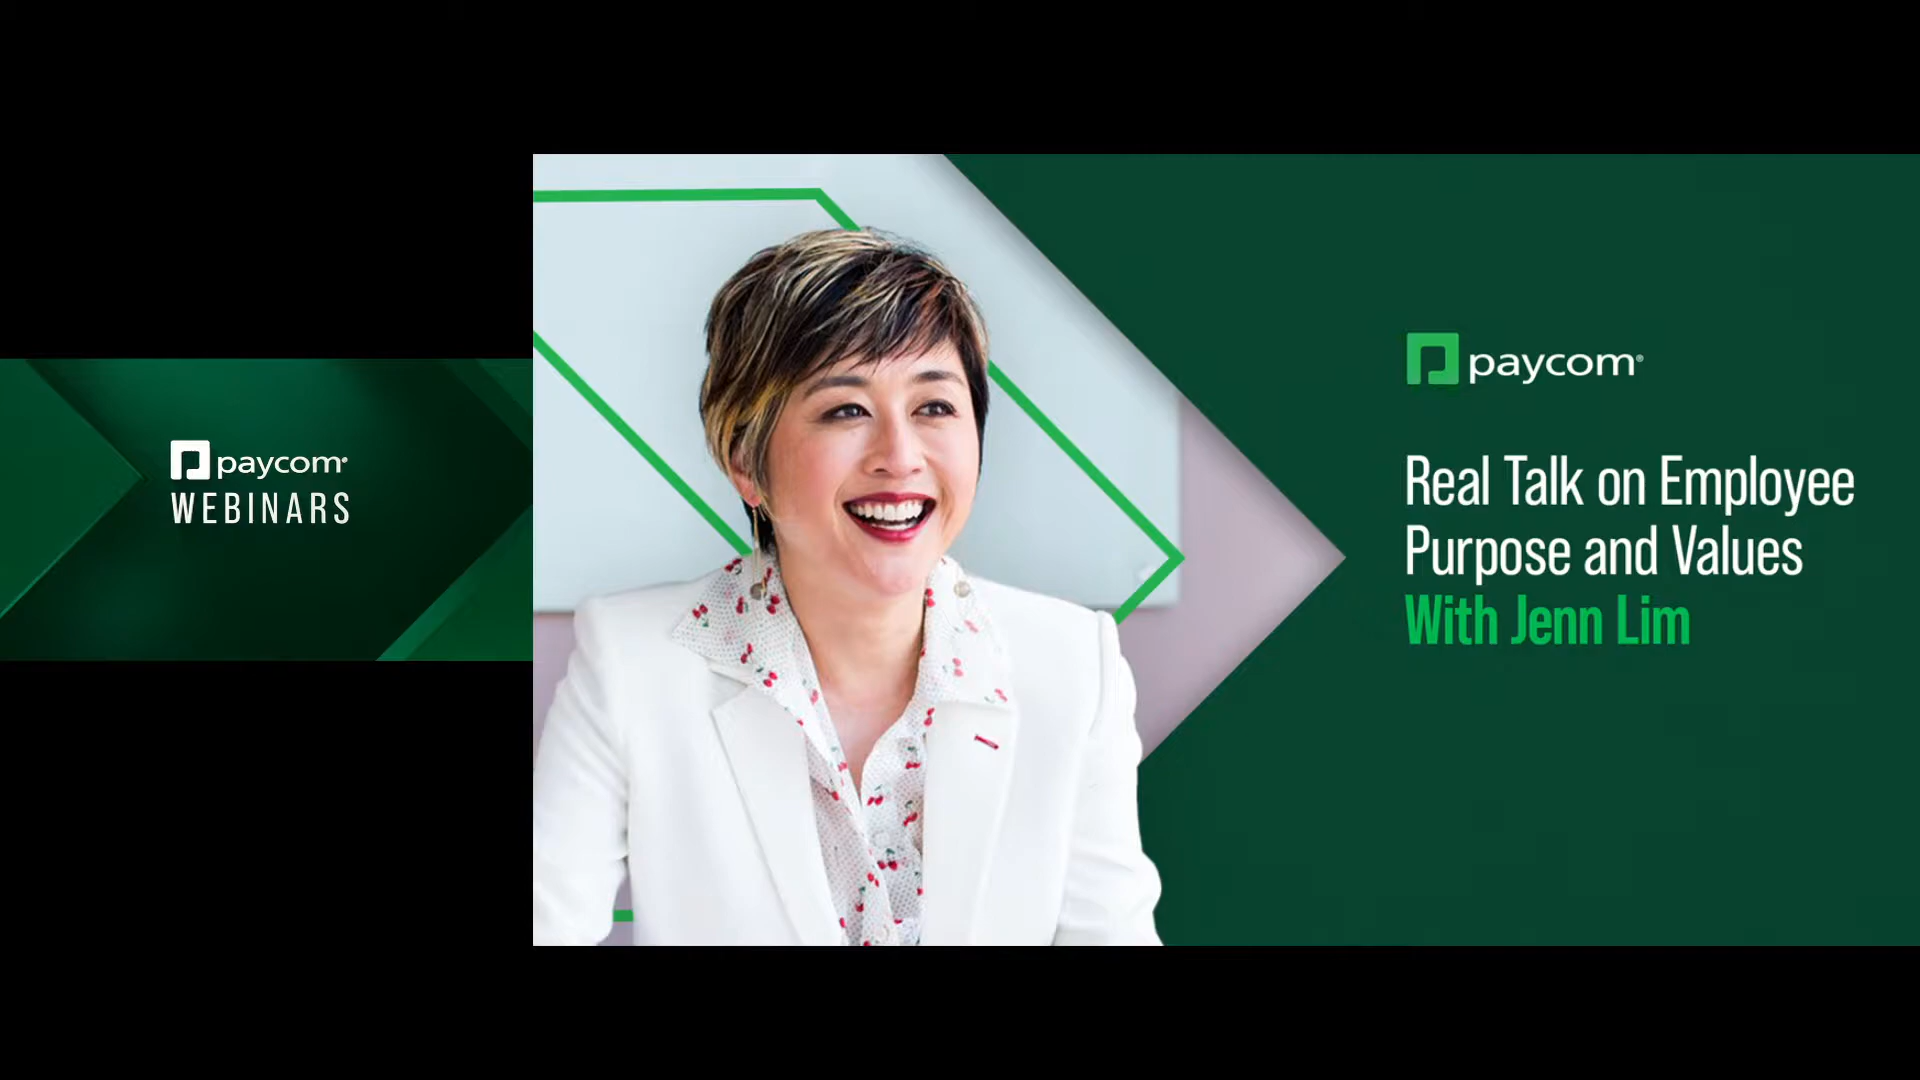 paycom®
WEBINARS
paycom®
Real Talk on Employee
Purpose and Values
With Jenn Lim